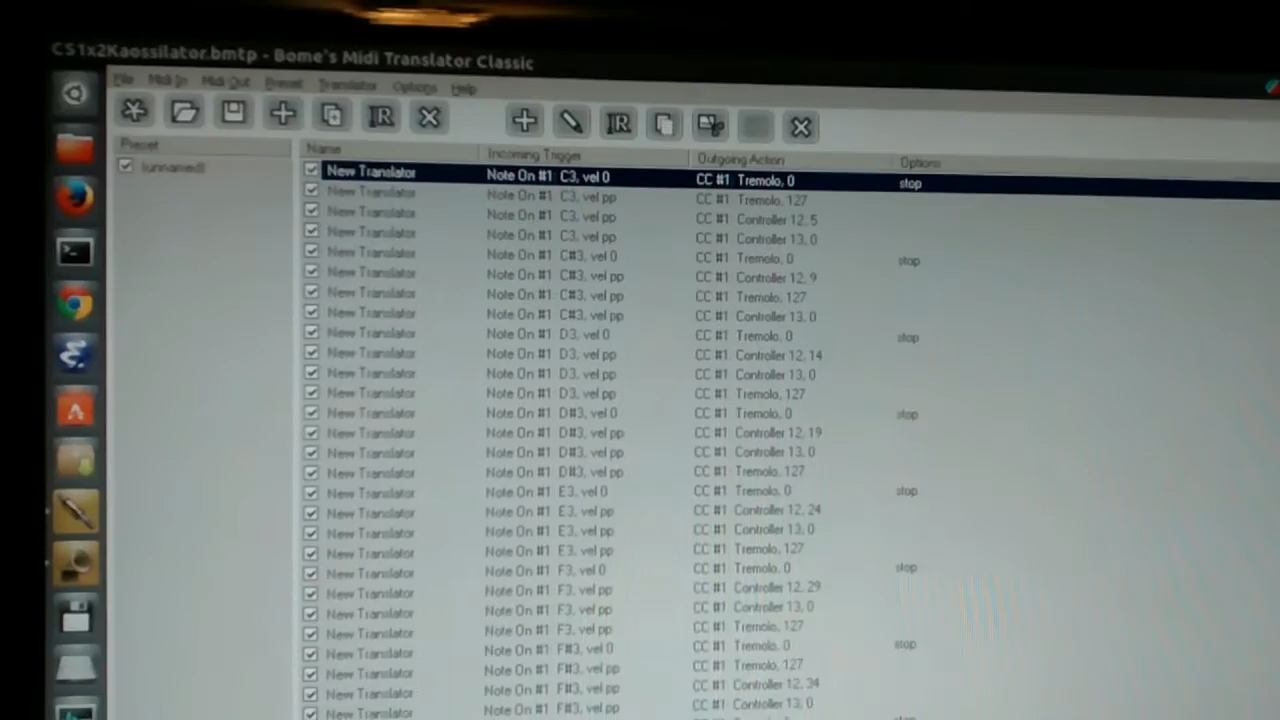 CS1x2Kaossilator.bmtp - Bome's Midi Translator Classic
File Midi In Midi Out Preset Translator Options Help
Preset Name Incoming Trigger Outgoing Action Options
(unnamed) New Translator Note On #1 C3, vel 0 CC #1 Tremolo, 0 stop
New Translator Note On #1 C3, vel pp CC #1 Tremolo, 127
New Translator Note On #1 C3, vel pp CC #1 Controller 12, 5
New Translator Note On #1 C3, vel pp CC #1 Controller 13, 0
New Translator Note On #1 C#3, vel 0 CC #1 Tremolo, 0 stop
New Translator Note On #1 C#3, vel pp CC #1 Controller 12, 9
New Translator Note On #1 C#3, vel pp CC #1 Tremolo, 127
New Translator Note On #1 C#3, vel pp CC #1 Controller 13, 0
New Translator Note On #1 D3, vel 0 CC #1 Tremolo, 0 stop
New Translator Note On #1 D3, vel pp CC #1 Controller 12, 14
New Translator Note On #1 D3, vel pp CC #1 Controller 13, 0
New Translator Note On #1 D3, vel pp CC #1 Tremolo, 127
New Translator Note On #1 D#3, vel 0 CC #1 Tremolo, 0 stop
New Translator Note On #1 D#3, vel pp CC #1 Controller 12, 19
New Translator Note On #1 D#3, vel pp CC #1 Controller 13, 0
New Translator Note On #1 D#3, vel pp CC #1 Tremolo, 127
New Translator Note On #1 E3, vel 0 CC #1 Tremolo, 0 stop
New Translator Note On #1 E3, vel pp CC #1 Controller 12, 24
New Translator Note On #1 E3, vel pp CC #1 Controller 13, 0
New Translator Note On #1 E3, vel pp CC #1 Tremolo, 127
New Translator Note On #1 F3, vel 0 CC #1 Tremolo, 0 stop
New Translator Note On #1 F3, vel pp CC #1 Controller 12, 29
New Translator Note On #1 F3, vel pp CC #1 Controller 13, 0
New Translator Note On #1 F3, vel pp CC #1 Tremolo, 127
New Translator Note On #1 F#3, vel 0 CC #1 Tremolo, 0 stop
New Translator Note On #1 F#3, vel pp CC #1 Tremolo, 127
New Translator Note On #1 F#3, vel pp CC #1 Controller 12, 34
New Translator Note On #1 F#3, vel pp CC #1 Controller 13, 0